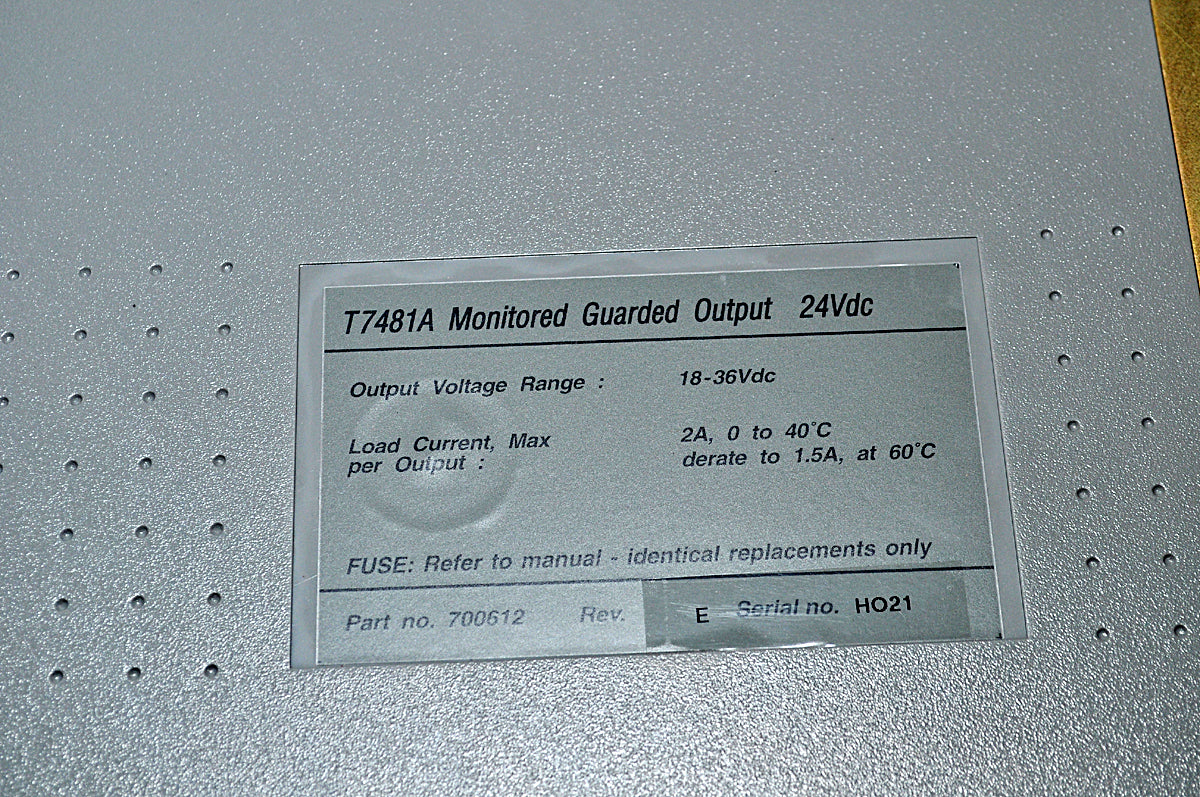 T7481A Monitored Guarded Output 24Vdc
Output Voltage Range : 18-36Vdc
Load Current, Max 2A, 0 to 40°C
per Output : derate to 1.5A, at 60°C
FUSE: Refer to manual - identical replacements only
Part no. 700612 Rev. E Serial no. HO21